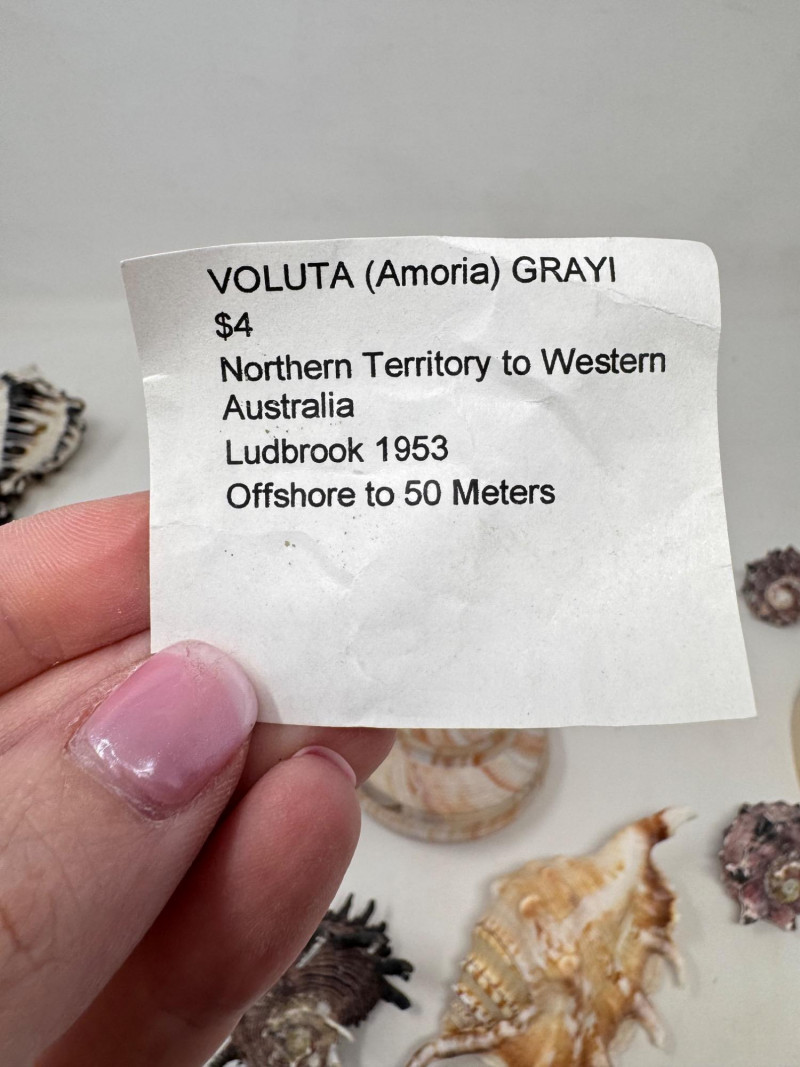 VOLUTA (Amoria) GRAYI
$4
Northern Territory to Western
Australia
Ludbrook 1953
Offshore to 50 Meters